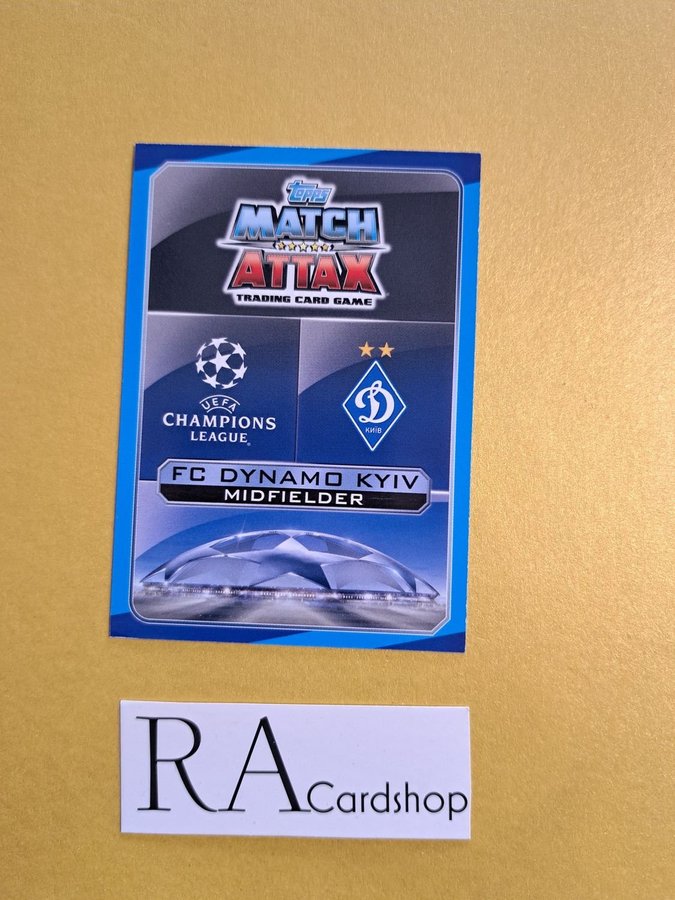 Topps
MATCH
ATTAX
TRADING CARD GAME
UEFA
CHAMPIONS
LEAGUE®
Д
КИЇВ
FC DYNAMO KYIV
MIDFIELDER
RA Cardshop